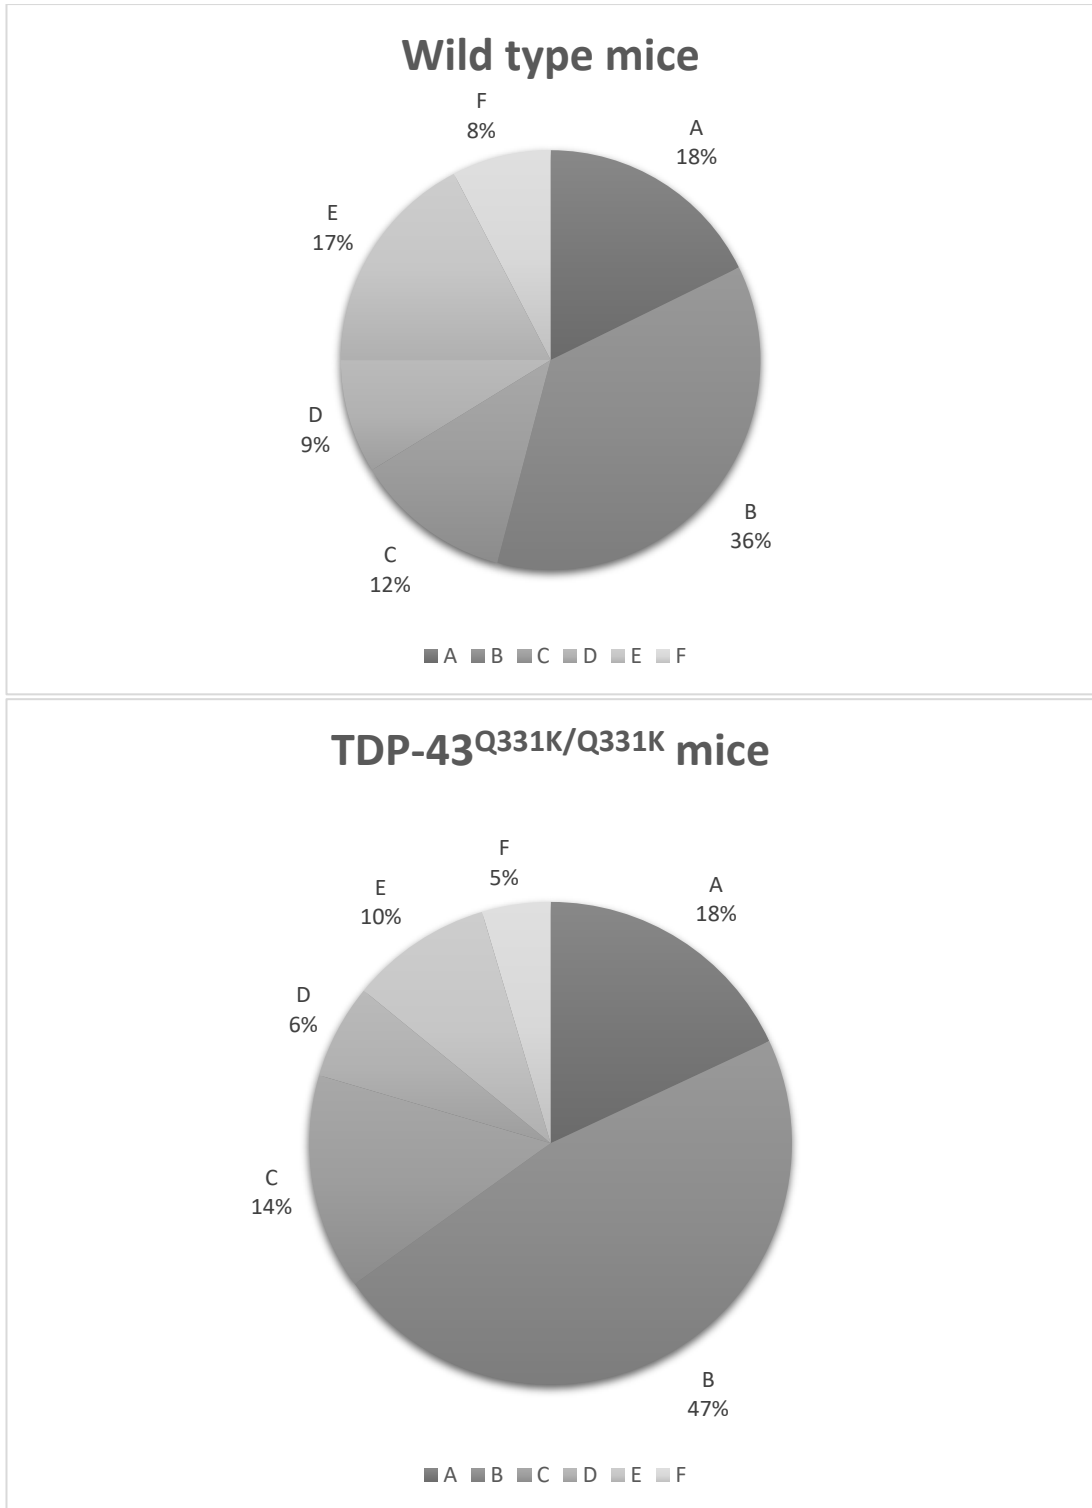 Wild type mice
F
8%
A
18%
E
17%
D
9%
B
36%
C
12%
A B C D E F
TDP-43Q331K/Q331K mice
F
5%
A
18%
E
10%
D
6%
C
14%
B
47%
A B C D E F